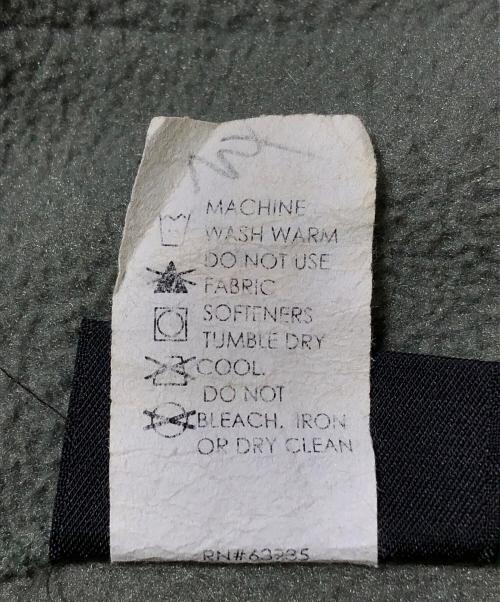 MACHINE
WASH WARM
DO NOT USE
FABRIC
SOFTENERS
TUMBLE DRY
COOL.
DO NOT
BLEACH, IRON
OR DRY CLEAN